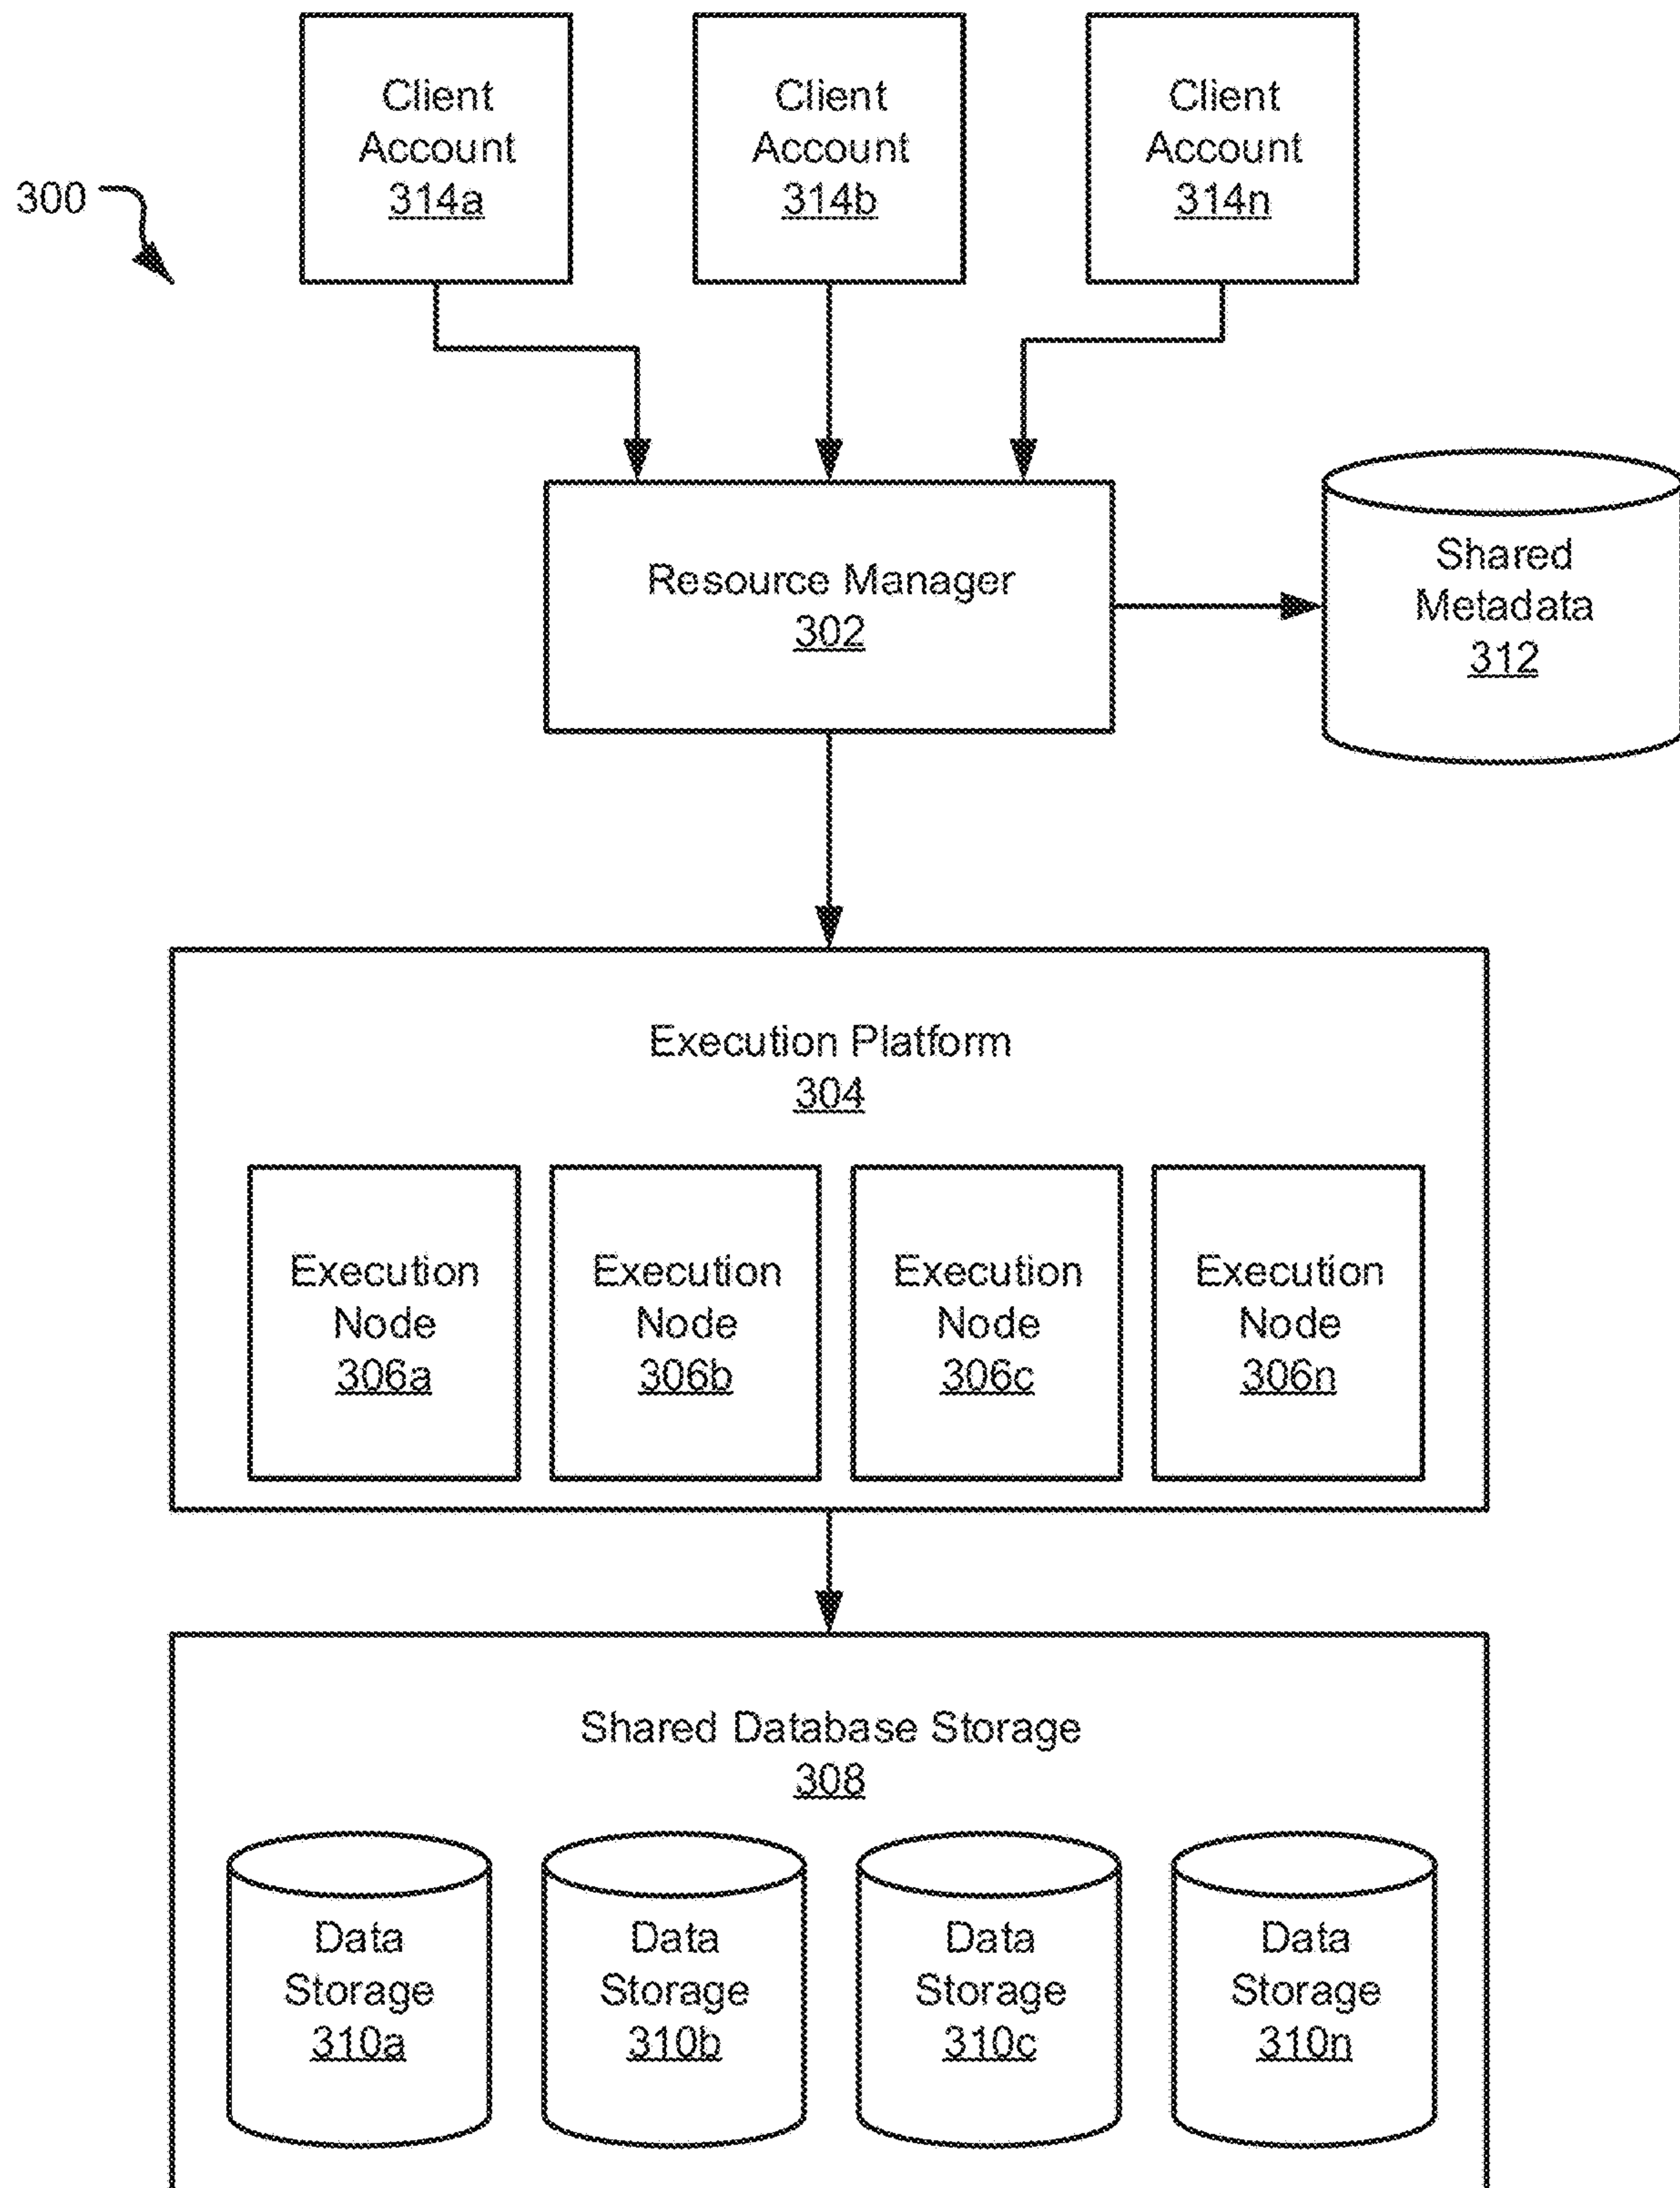 Client
Account
314a
Client
Account
314b
Client
Account
314n
300
Resource Manager
302
Shared
Metadata
312
Execution Platform
304
Execution
Node
306a
Execution
Node
306b
Execution
Node
306c
Execution
Node
306n
Shared Database Storage
308
Data
Storage
310a
Data
Storage
310b
Data
Storage
310c
Data
Storage
310n